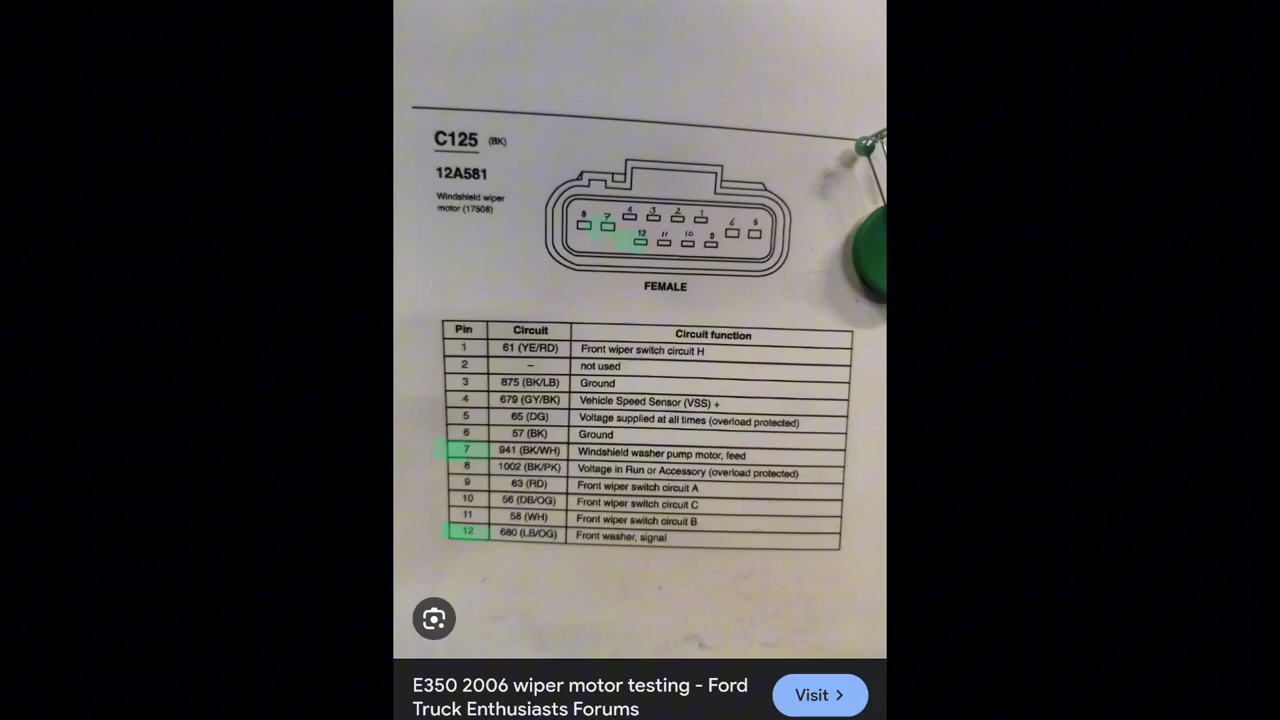 C125 (BK)
12A581
Windshield wiper
motor (17508)
8 7 4 3 2 1 6 5
12 11 10 9
FEMALE
Pin Circuit Circuit function
1 61 (YE/RD) Front wiper switch circuit H
2 – not used
3 875 (BK/LB) Ground
4 679 (GY/BK) Vehicle Speed Sensor (VSS) +
5 65 (DG) Voltage supplied at all times (overload protected)
6 57 (BK) Ground
7 941 (BK/WH) Windshield washer pump motor, feed
8 1002 (BK/PK) Voltage in Run or Accessory (overload protected)
9 63 (RD) Front wiper switch circuit A
10 56 (DB/OG) Front wiper switch circuit C
11 58 (WH) Front wiper switch circuit B
12 680 (LB/OG) Front washer, signal
E350 2006 wiper motor testing - Ford
Truck Enthusiasts Forums
Visit >